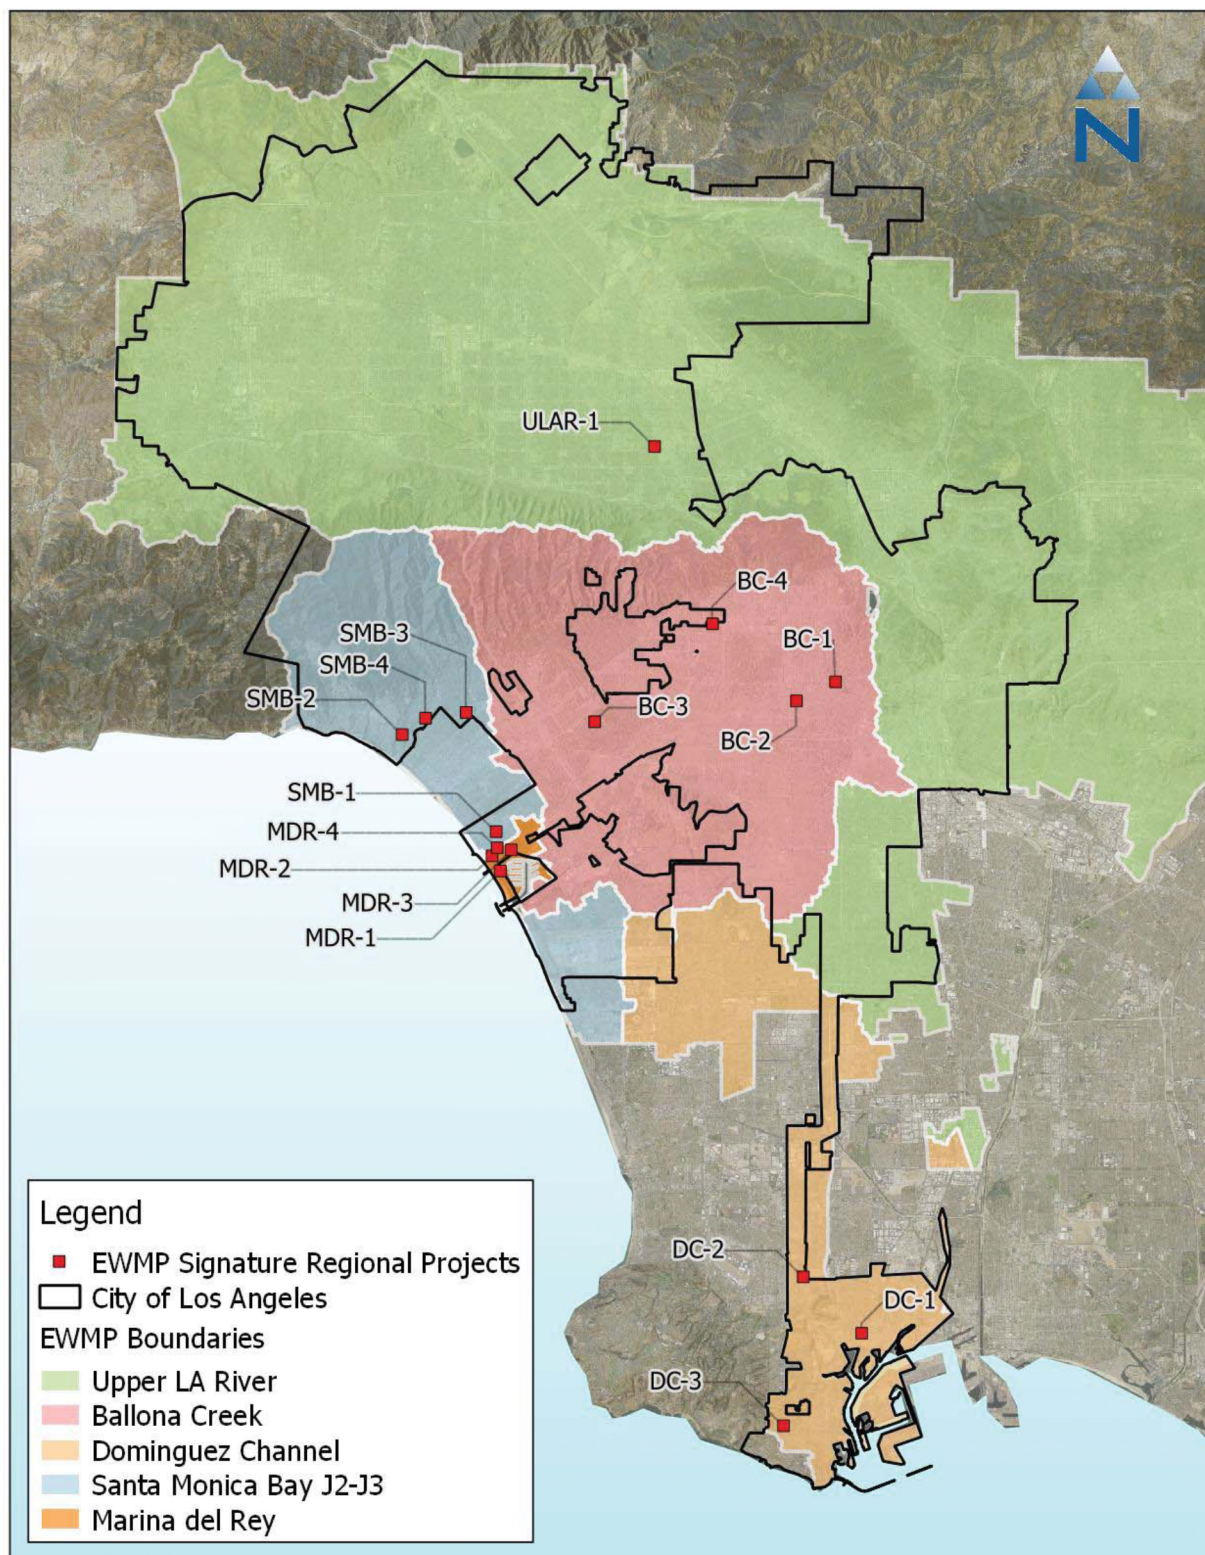 N
ULAR-1
BC-4
SMB-3
BC-1
SMB-4
SMB-2
BC-3
BC-2
SMB-1
MDR-4
MDR-2
MDR-3
MDR-1
DC-2
DC-1
DC-3
Legend
EWMP Signature Regional Projects
City of Los Angeles
EWMP Boundaries
Upper LA River
Ballona Creek
Dominguez Channel
Santa Monica Bay J2-J3
Marina del Rey